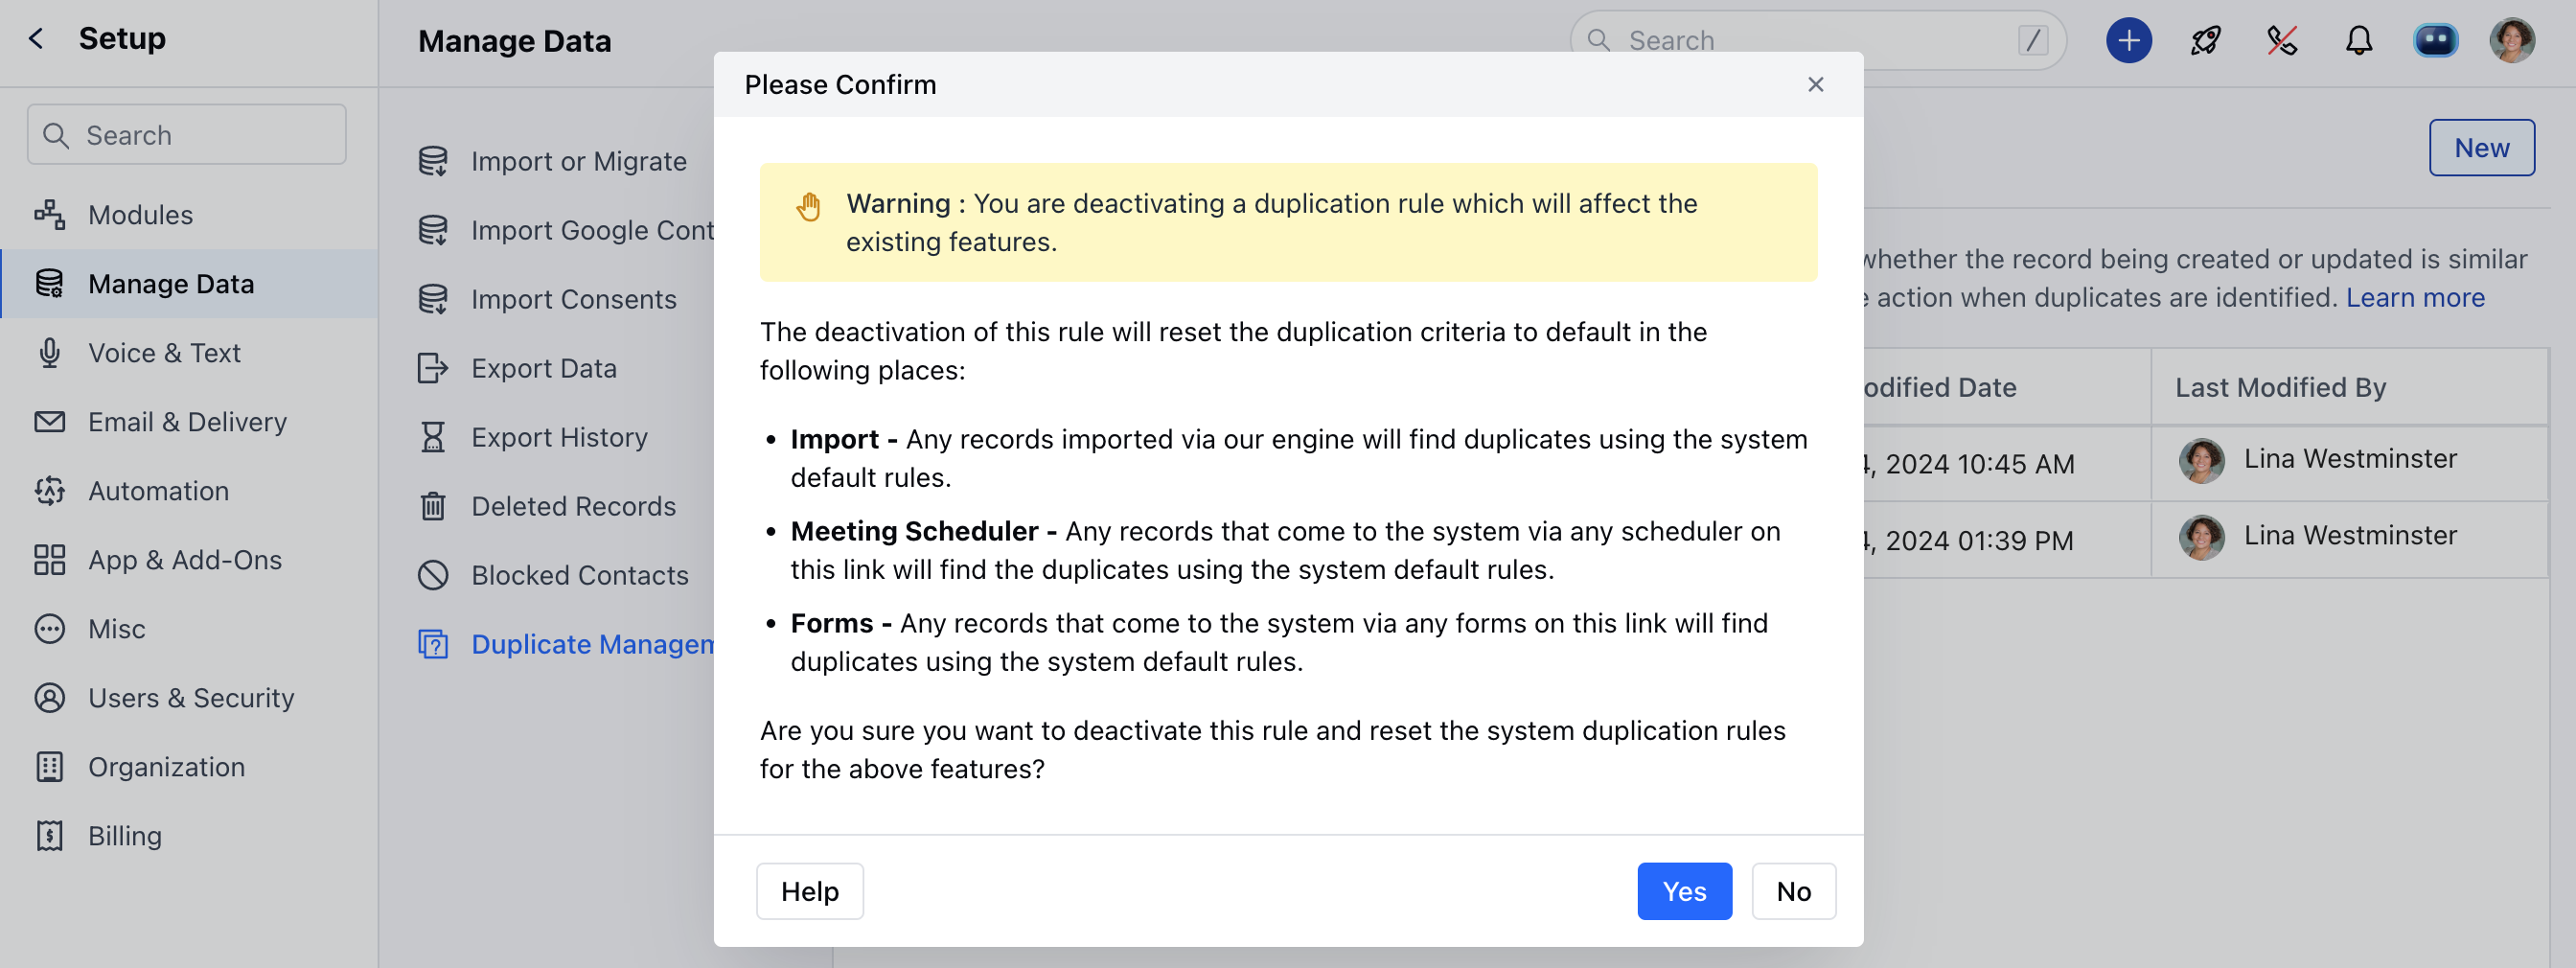 Setup
Search
Modules
Manage Data
Voice & Text
Email & Delivery
Automation
App & Add-Ons
Misc
Users & Security
Organization
Billing
Manage Data
Search
/
Import or Migrate
Import Google Cont
Import Consents
Export Data
Export History
Deleted Records
Blocked Contacts
Duplicate Managem
New
whether the record being created or updated is similar
action when duplicates are identified. Learn more
odified Date
Last Modified By
4, 2024 10:45 AM
Lina Westminster
4, 2024 01:39 PM
Lina Westminster
Please Confirm
Warning : You are deactivating a duplication rule which will affect the
existing features.
The deactivation of this rule will reset the duplication criteria to default in the
following places:
• Import - Any records imported via our engine will find duplicates using the system
default rules.
• Meeting Scheduler - Any records that come to the system via any scheduler on
this link will find the duplicates using the system default rules.
• Forms - Any records that come to the system via any forms on this link will find
duplicates using the system default rules.
Are you sure you want to deactivate this rule and reset the system duplication rules
for the above features?
Help
Yes
No